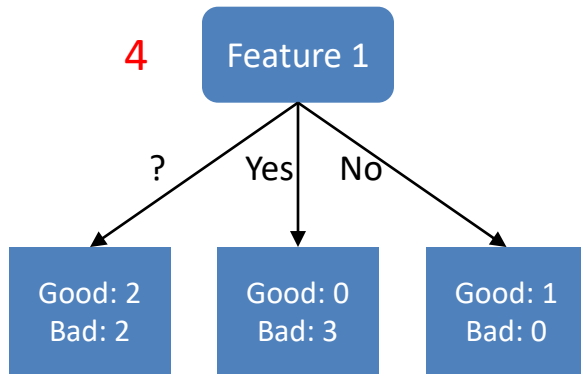 4
Feature 1
?
Yes
No
Good: 2
Bad: 2
Good: 0
Bad: 3
Good: 1
Bad: 0